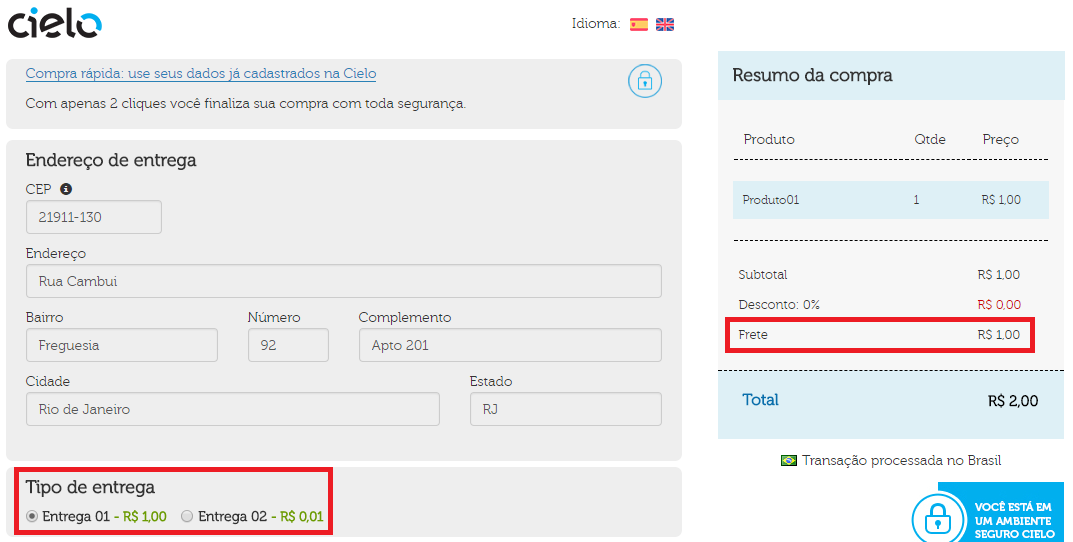 cielo
Idioma:
Compra rápida: use seus dados já cadastrados na Cielo
Com apenas 2 cliques você finaliza sua compra com toda segurança.
Endereço de entrega
CEP
21911-130
Endereço
Rua Cambui
Bairro Número Complemento
Freguesia 92 Apto 201
Cidade Estado
Rio de Janeiro RJ
Tipo de entrega
Entrega 01 - R$ 1,00 Entrega 02 - R$ 0,01
Resumo da compra
Produto Qtde Preço
Produto01 1 R$ 1,00
Subtotal R$ 1,00
Desconto: 0% R$ 0,00
Frete R$ 1,00
Total R$ 2,00
Transação processada no Brasil
VOCÊ ESTÁ EM
UM AMBIENTE
SEGURO CIELO